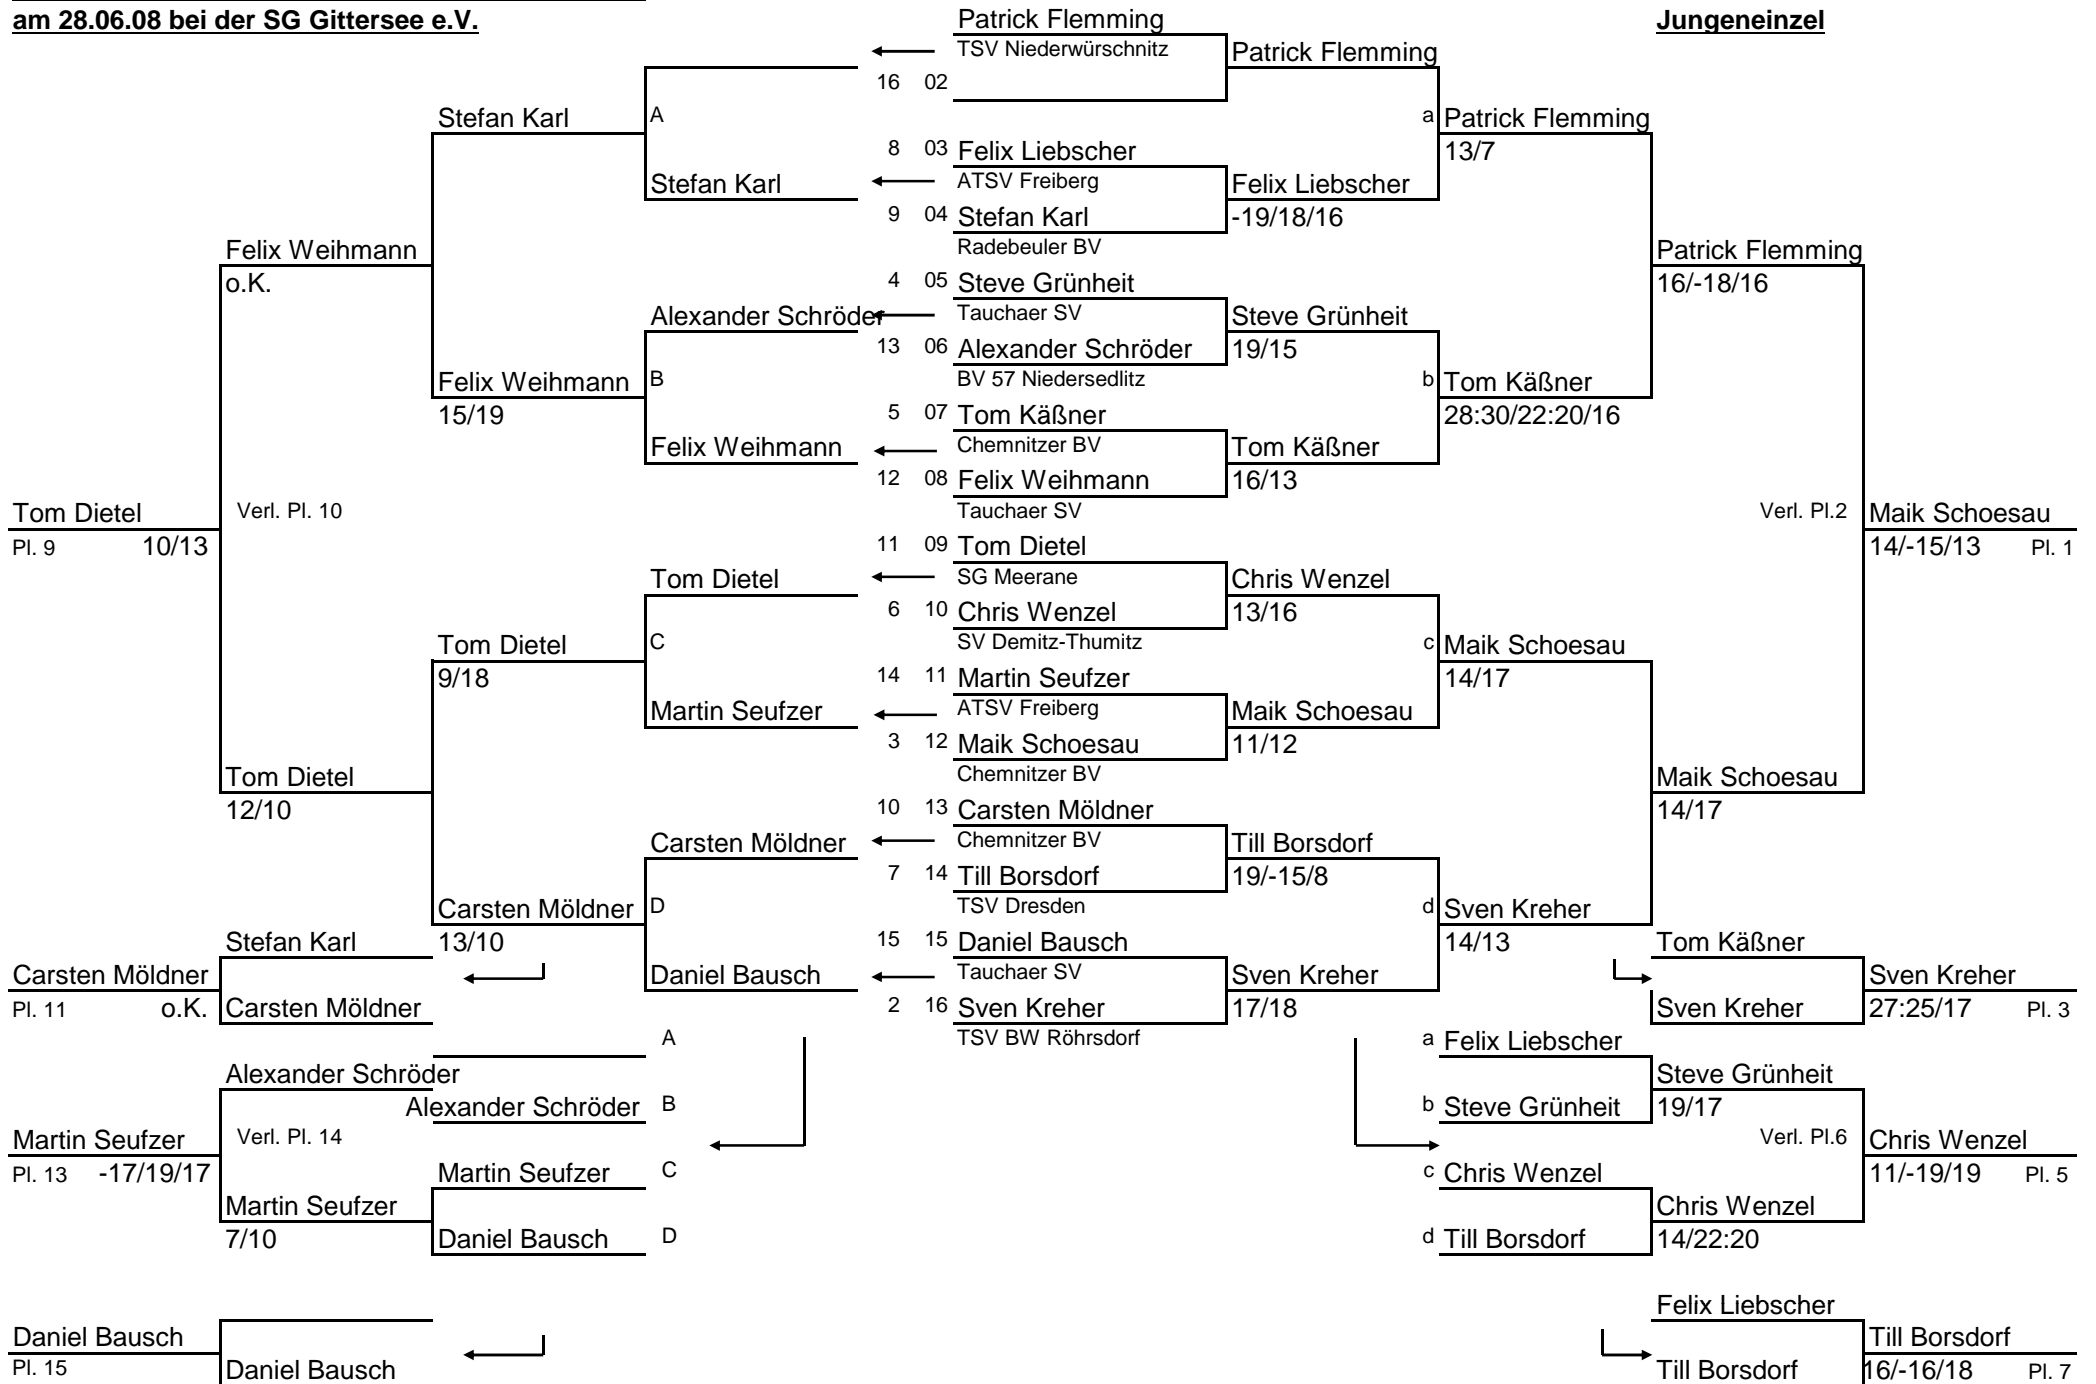 am 28.06.08 bei der SG Gittersee e.V.
Patrick Flemming
Jungeneinzel
TSV Niederwürschnitz
Patrick Flemming
16 02
Stefan Karl
A
a
Patrick Flemming
8 03 Felix Liebscher
13/7
Stefan Karl
ATSV Freiberg
Felix Liebscher
9 04 Stefan Karl
-19/18/16
Felix Weihmann
Radebeuler BV
Patrick Flemming
o.K.
4 05 Steve Grünheit
16/-18/16
Alexander Schröder
Tauchaer SV
Steve Grünheit
13 06 Alexander Schröder
19/15
Felix Weihmann
B
BV 57 Niedersedlitz
b
Tom Käßner
15/19
5 07 Tom Käßner
28:30/22:20/16
Felix Weihmann
Chemnitzer BV
Tom Käßner
12 08 Felix Weihmann
16/13
Tom Dietel
Verl. Pl. 10
Tauchaer SV
Verl. Pl.2
Maik Schoesau
Pl. 9 10/13
11 09 Tom Dietel
14/-15/13 Pl. 1
Tom Dietel
SG Meerane
Chris Wenzel
6 10 Chris Wenzel
13/16
Tom Dietel
C
SV Demitz-Thumitz
c
Maik Schoesau
9/18
14 11 Martin Seufzer
14/17
Martin Seufzer
ATSV Freiberg
Maik Schoesau
3 12 Maik Schoesau
11/12
Tom Dietel
Chemnitzer BV
Maik Schoesau
12/10
10 13 Carsten Möldner
14/17
Carsten Möldner
Chemnitzer BV
Till Borsdorf
7 14 Till Borsdorf
19/-15/8
Carsten Möldner
D
TSV Dresden
d
Sven Kreher
Stefan Karl
13/10
15 15 Daniel Bausch
14/13
Tom Käßner
Carsten Möldner
Daniel Bausch
Tauchaer SV
Sven Kreher
Sven Kreher
Pl. 11 o.K.
Carsten Möldner
2 16 Sven Kreher
17/18
Sven Kreher
27:25/17 Pl. 3
A
TSV BW Röhrsdorf
a
Felix Liebscher
Alexander Schröder
Steve Grünheit
Alexander Schröder B
b
Steve Grünheit
19/17
Martin Seufzer
Verl. Pl. 14
Verl. Pl.6
Chris Wenzel
Pl. 13 -17/19/17
Martin Seufzer C
c
Chris Wenzel
11/-19/19 Pl. 5
Martin Seufzer
Chris Wenzel
7/10
Daniel Bausch D
d
Till Borsdorf
14/22:20
Felix Liebscher
Daniel Bausch
Till Borsdorf
Pl. 15
Daniel Bausch
Till Borsdorf
16/-16/18 Pl. 7